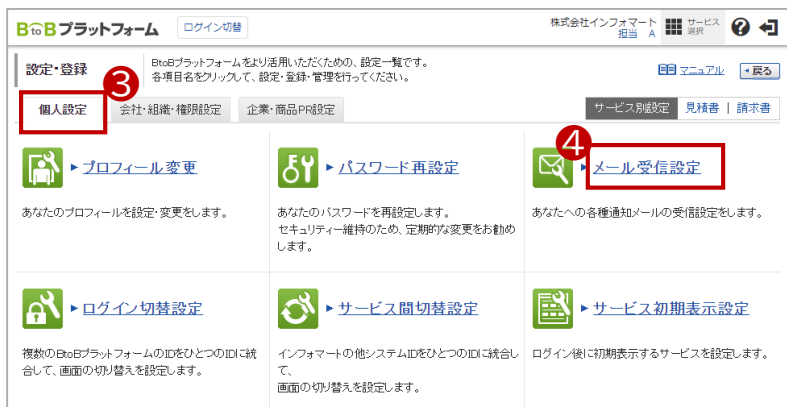 BtoBプラットフォーム ログイン切替 株式会社インフォマート 担当 A サービス選択 ?
設定・登録 BtoBプラットフォームをより活用いただくための、設定一覧です。
各項目名をクリックして、設定・登録・管理を行ってください。 マニュアル 戻る
3
個人設定 会社・組織・権限設定 企業・商品PR設定 サービス別設定 見積書 | 請求書
4
プロフィール変更
あなたのプロフィールを設定・変更をします。
パスワード再設定
あなたのパスワードを再設定します。
セキュリティー維持のため、定期的な変更をお勧め
します。
メール受信設定
あなたへの各種通知メールの受信設定をします。
ログイン切替設定
複数のBtoBプラットフォームのIDをひとつのIDに統
合して、画面の切り替えを設定します。
サービス間切替設定
インフォマートの他システムIDをひとつのIDに統合し
て、
画面の切り替えを設定します。
サービス初期表示設定
ログイン後に初期表示するサービスを設定します。